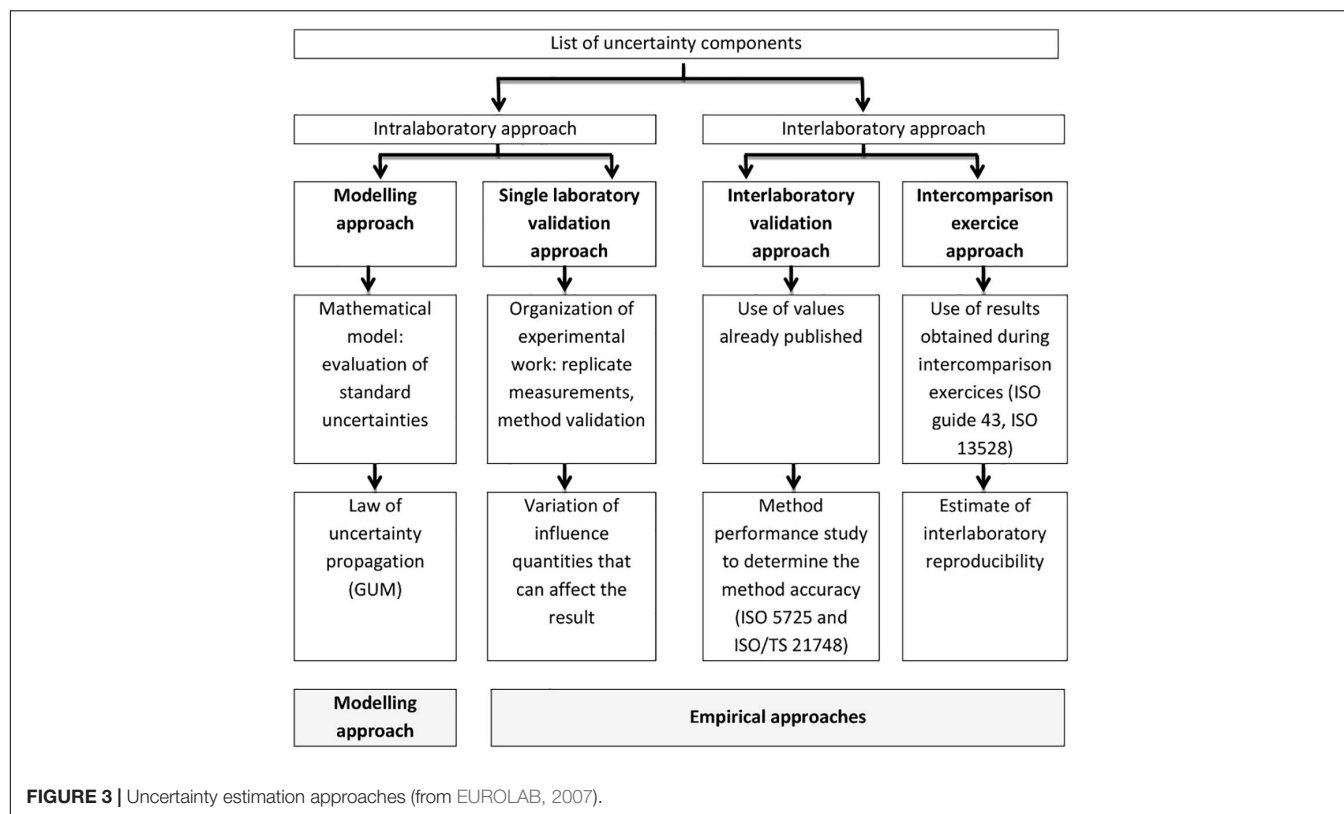 List of uncertainty components
Intralaboratory approach
Interlaboratory approach
Modelling
approach
Single laboratory
validation
approach
Interlaboratory
validation
approach
Intercomparison
exercice
approach
Mathematical
model:
evaluation of
standard
uncertainties
Organization of
experimental
work: replicate
measurements,
method validation
Use of values
already published
Use of results
obtained during
intercomparison
exercices (ISO
guide 43, ISO
13528)
Law of
uncertainty
propagation
(GUM)
Variation of
influence
quantities that
can affect the
result
Method
performance study
to determine the
method accuracy
(ISO 5725 and
ISO/TS 21748)
Estimate of
interlaboratory
reproducibility
Modelling
approach
Empirical approaches
FIGURE 3 | Uncertainty estimation approaches (from EUROLAB, 2007).